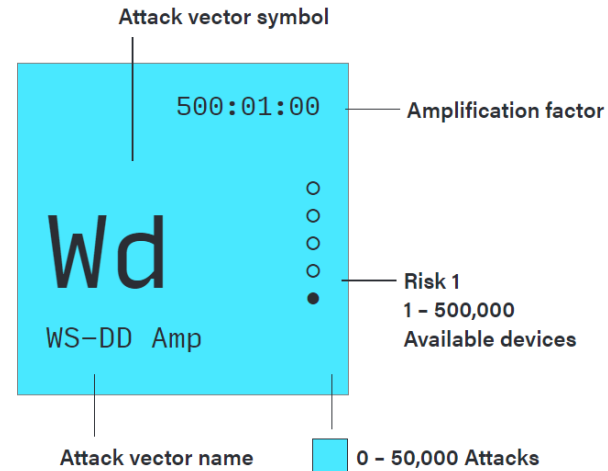 Attack vector symbol
500:01:00
Amplification factor
Wd
Risk 1
1 – 500,000
Available devices
WS-DD Amp
Attack vector name
0 – 50,000 Attacks